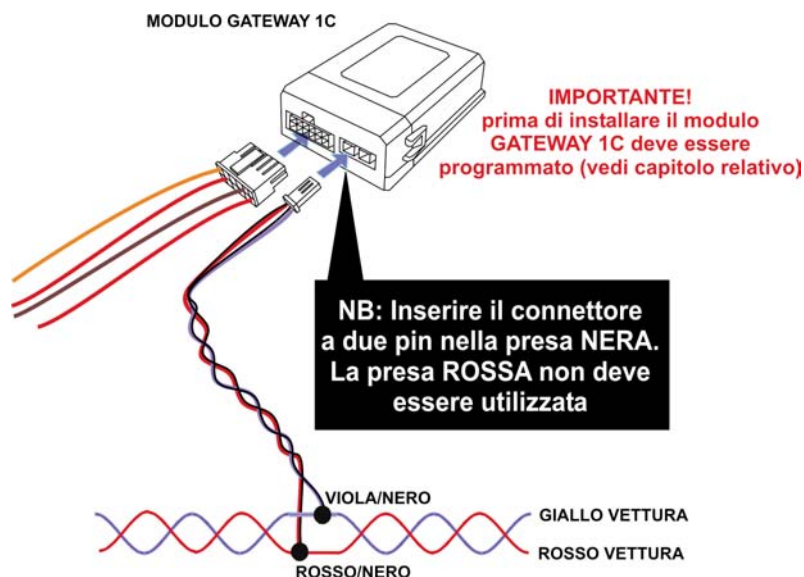 MODULO GATEWAY 1C
IMPORTANTE!
prima di installare il modulo
GATEWAY 1C deve essere
programmato (vedi capitolo relativo)
NB: Inserire il connettore
a due pin nella presa NERA.
La presa ROSSA non deve
essere utilizzata
VIOLA/NERO
GIALLO VETTURA
ROSSO VETTURA
ROSSO/NERO